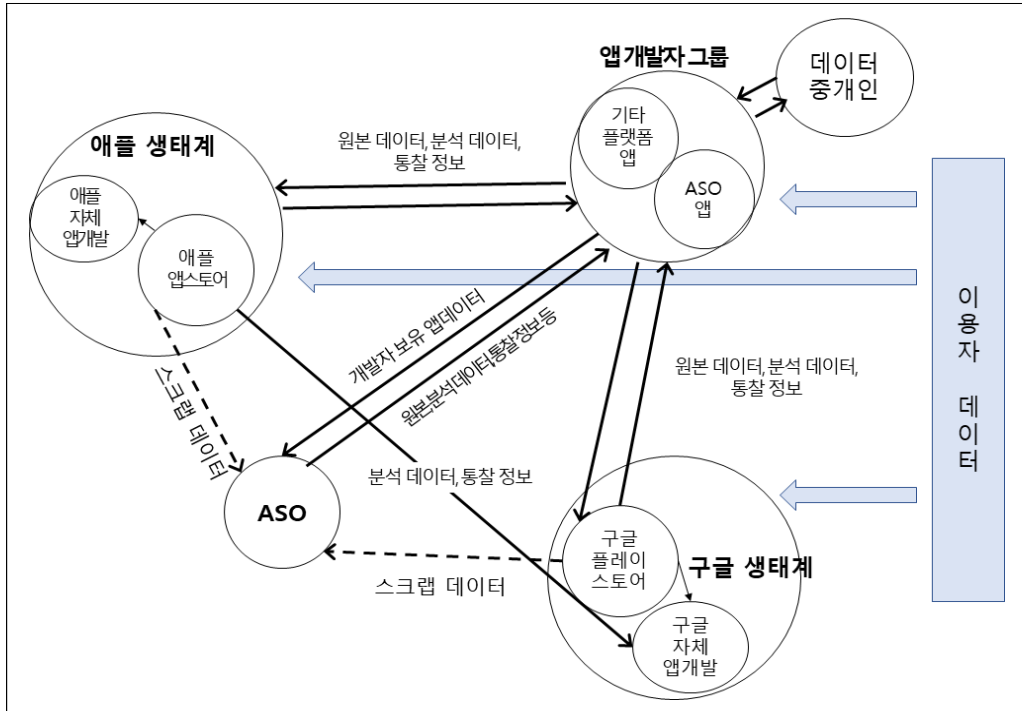 앱 개발자 그룹
데이터
중개인
기타
플랫폼
앱
ASO
앱
애플 생태계
원본 데이터, 분석 데이터,
통찰 정보
애플
자체
앱개발
애플
앱스토어
이용자 데이터
개발자 보유 앱데이터
원본,분석데이터,통찰정보등
원본 데이터, 분석 데이터,
통찰 정보
스크랩 데이터
분석 데이터, 통찰 정보
ASO
구글
플레이
스토어
구글 생태계
스크랩 데이터
구글
자체
앱개발